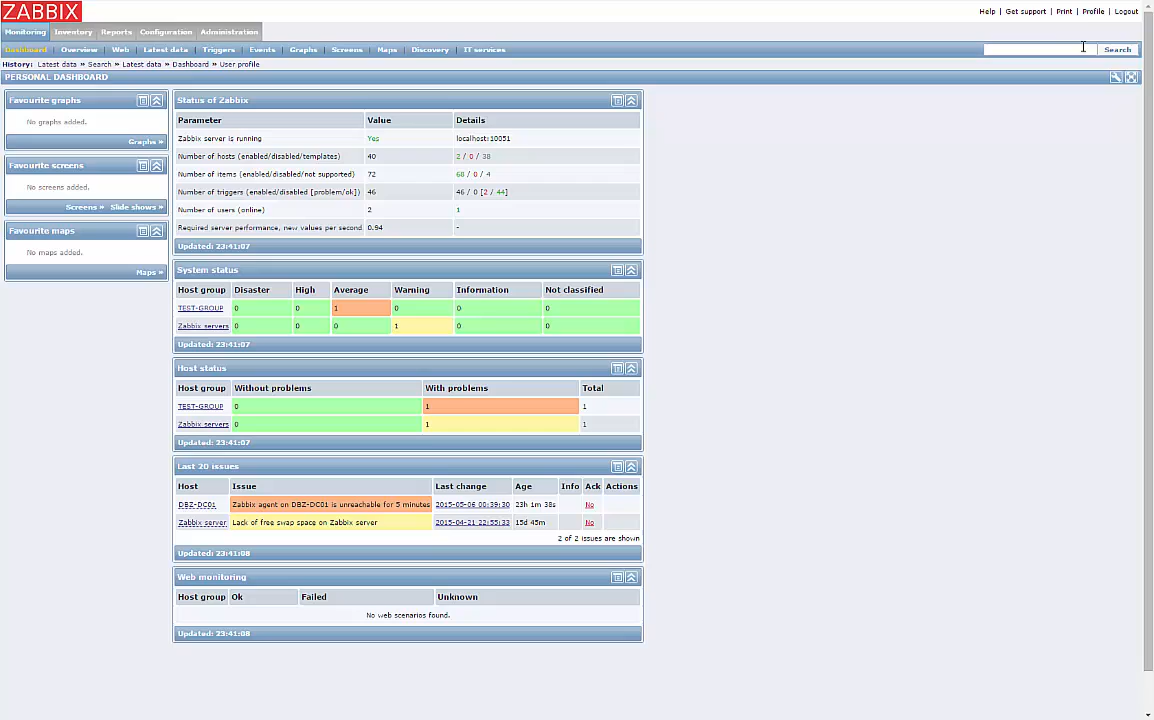 ZABBIX
Help | Get support | Print | Profile | Logout
Monitoring Inventory Reports Configuration Administration
Dashboard Overview Web Latest data Triggers Events Graphs Screens Maps Discovery IT services Search
History: Latest data » Search » Latest data » Dashboard » User profile
PERSONAL DASHBOARD
Favourite graphs
No graphs added.
Graphs »
Favourite screens
No screens added.
Screens » Slide shows »
Favourite maps
No maps added.
Maps »
Status of Zabbix
Parameter Value Details
Zabbix server is running Yes localhost:10051
Number of hosts (enabled/disabled/templates) 40 2 / 0 / 38
Number of items (enabled/disabled/not supported) 72 68 / 0 / 4
Number of triggers (enabled/disabled [problem/ok]) 46 46 / 0 [2 / 44]
Number of users (online) 2 1
Required server performance, new values per second 0.94 -
Updated: 23:41:07
System status
Host group Disaster High Average Warning Information Not classified
TEST-GROUP 0 0 1 0 0 0
Zabbix servers 0 0 0 1 0 0
Updated: 23:41:07
Host status
Host group Without problems With problems Total
TEST-GROUP 0 1 1
Zabbix servers 0 1 1
Updated: 23:41:07
Last 20 issues
Host Issue Last change Age Info Ack Actions
DBZ-DC01 Zabbix agent on DBZ-DC01 is unreachable for 5 minutes 2015-05-06 00:39:30 23h 1m 38s No
Zabbix server Lack of free swap space on Zabbix server 2015-04-21 22:55:33 15d 45m No
2 of 2 issues are shown
Updated: 23:41:08
Web monitoring
Host group Ok Failed Unknown
No web scenarios found.
Updated: 23:41:08